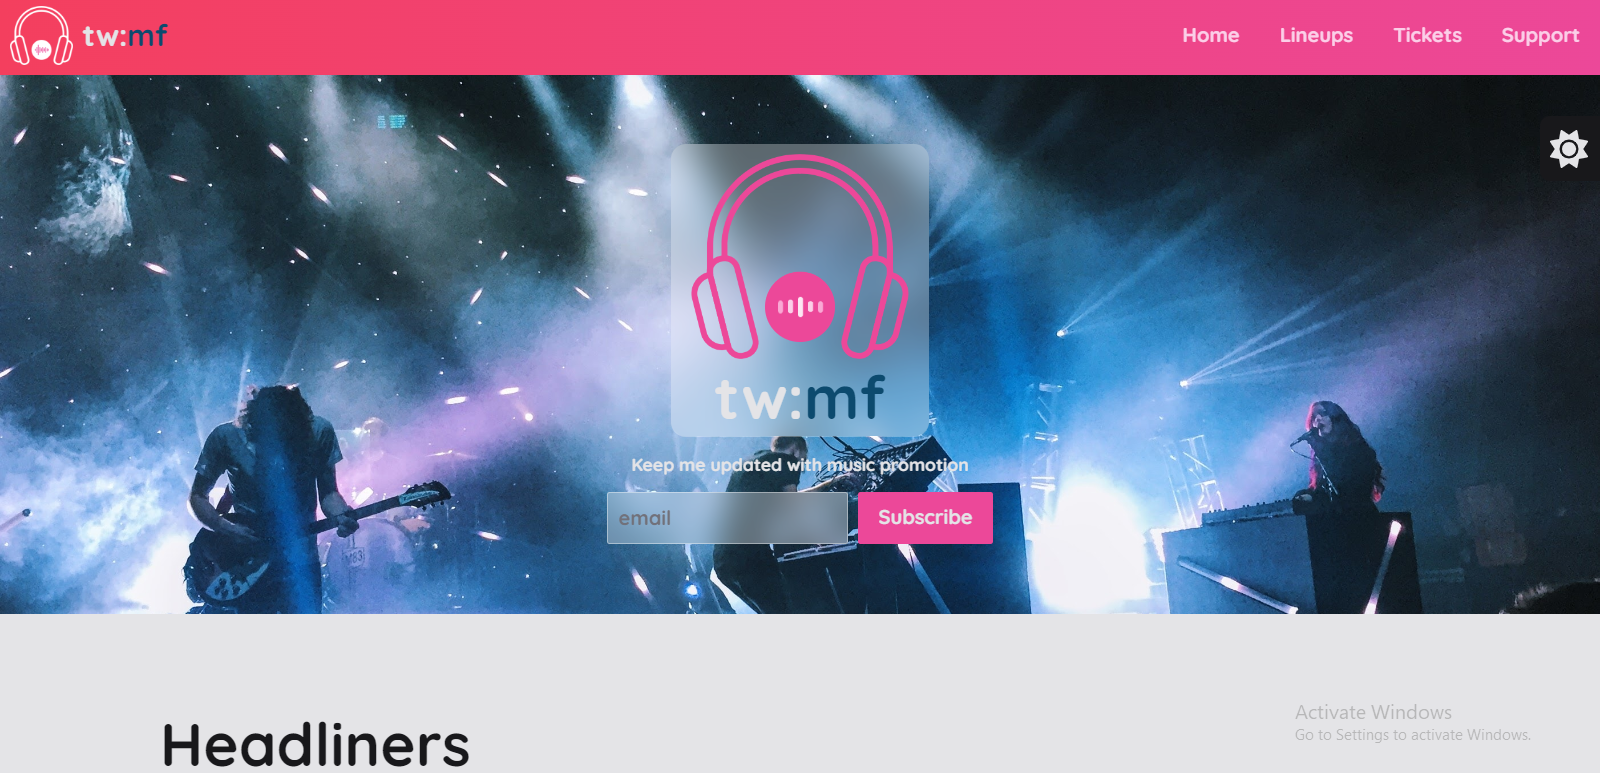 tw:mf
Home Lineups Tickets Support
tw:mf
Keep me updated with music promotion
email
Subscribe
Headliners
Activate Windows
Go to Settings to activate Windows.